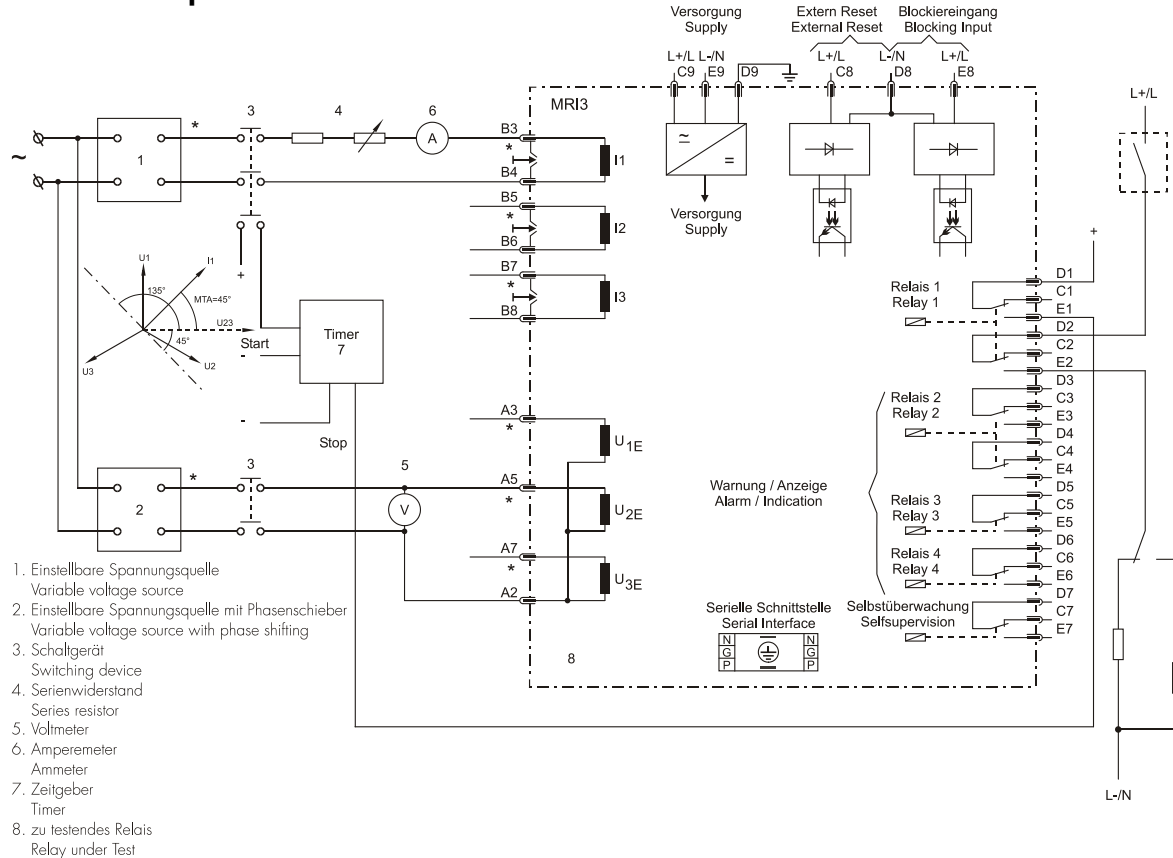 Versorgung
Supply
Extern Reset
External Reset
Blockiereingang
Blocking Input
L+/L L-/N
C9 E9 D9
L+/L L-/N L+/L
C8 D8 E8
L+/L
MRI3
* 3 4 6
A
B3
*
B4
I1
~
1
≃
=
B5
*
B6
I2
Versorgung
Supply
B7
*
B8
I3
+
U1
I1
135°
MTA=45°
U23
45°
U2
U3
+
Start
-
-
Stop
Timer
7
+
Relais 1
Relay 1
D1
C1
E1
D2
C2
E2
Relais 2
Relay 2
D3
C3
E3
D4
C4
E4
A3
*
U1E
* 3 5
V
2
A5
*
U2E
A7
*
A2
U3E
Warnung / Anzeige
Alarm / Indication
Relais 3
Relay 3
D5
C5
E5
Relais 4
Relay 4
D6
C6
E6
Serielle Schnittstelle
Serial Interface
N
G
P
N
G
P
Selbstüberwachung
Selfsupervision
D7
C7
E7
8
L-/N
1. Einstellbare Spannungsquelle
Variable voltage source
2. Einstellbare Spannungsquelle mit Phasenschieber
Variable voltage source with phase shifting
3. Schaltgerät
Switching device
4. Serienwiderstand
Series resistor
5. Voltmeter
6. Amperemeter
Ammeter
7. Zeitgeber
Timer
8. zu testendes Relais
Relay under Test